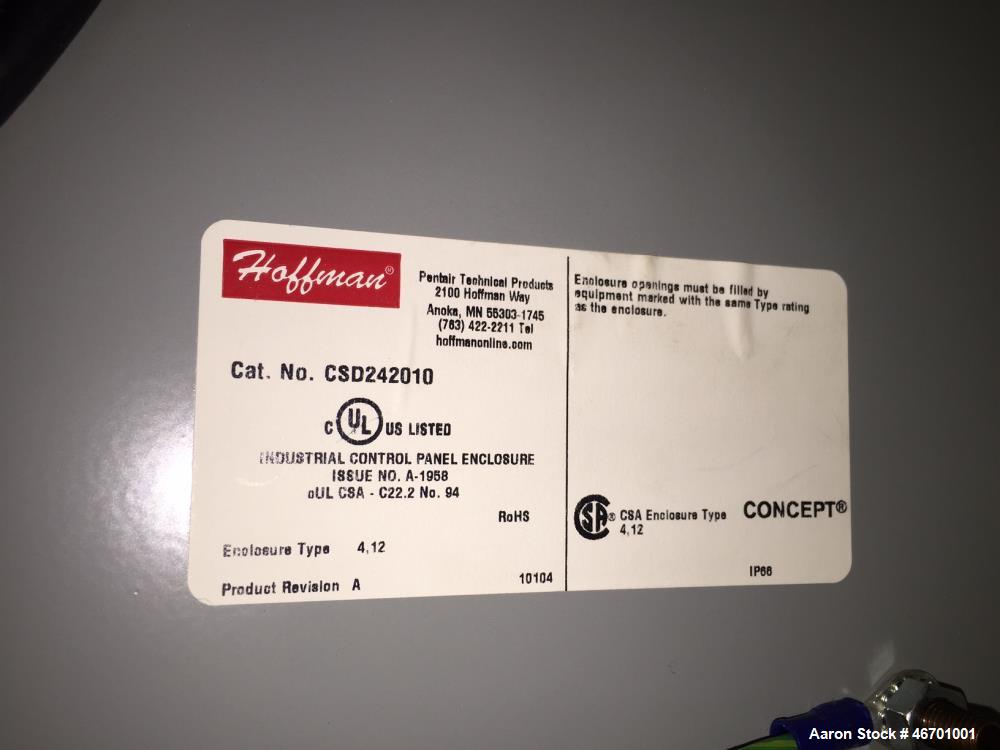 Hoffman®
Pentair Technical Products
2100 Hoffman Way
Anoka, MN 55303-1745
(763) 422-2211 Tel
hoffmanonline.com
Cat. No. CSD242010
C UL US LISTED
INDUSTRIAL CONTROL PANEL ENCLOSURE
ISSUE NO. A-1958
cUL CSA - C22.2 No. 94
RoHS
Enclosure Type 4,12
Product Revision A
10104
Enclosure openings must be filled by
equipment marked with the same Type rating
as the enclosure.
SA® CSA Enclosure Type
4,12
CONCEPT®
IP66
Aaron Stock # 46701001